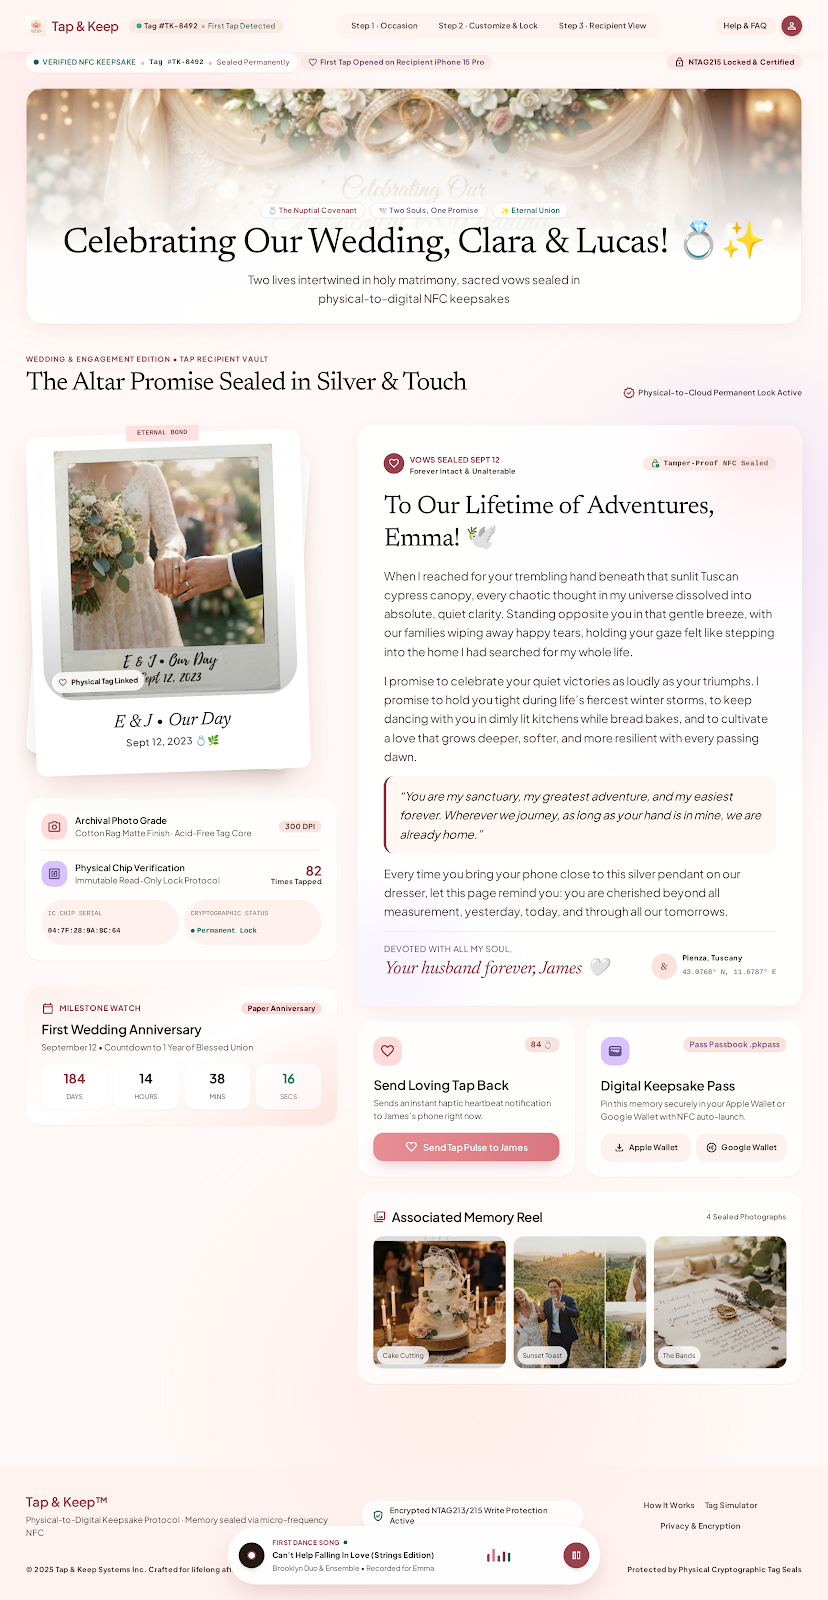 Tap & Keep
Tag #TK-8492 • First Tap Detected
Step 1 · Occasion
Step 2 · Customize & Lock
Step 3 · Recipient View
Help & FAQ
VERIFIED NFC KEEPSAKE • Tag #TK-8492 • Sealed Permanently
First Tap Opened on Recipient iPhone 15 Pro
NTAG215 Locked & Certified
Celebrating Our
💍 The Nuptial Covenant
🕊️ Two Souls, One Promise
✨ Eternal Union
Celebrating Our Wedding, Clara & Lucas! 💍✨
Two lives intertwined in holy matrimony, sacred vows sealed in
physical-to-digital NFC keepsakes
WEDDING & ENGAGEMENT EDITION • TAP RECIPIENT VAULT
The Altar Promise Sealed in Silver & Touch
Physical-to-Cloud Permanent Lock Active
ETERNAL BOND
E & J • Our Day
Sept 12, 2023
Physical Tag Linked
E & J • Our Day
Sept 12, 2023 💍🌿
Archival Photo Grade
Cotton Rag Matte Finish · Acid-Free Tag Core
300 DPI
Physical Chip Verification
Immutable Read-Only Lock Protocol
82
Times Tapped
IC CHIP SERIAL
04:7F:28:9A:8C:64
CRYPTOGRAPHIC STATUS
Permanent Lock
MILESTONE WATCH
Paper Anniversary
First Wedding Anniversary
September 12 • Countdown to 1 Year of Blessed Union
184
DAYS
14
HOURS
38
MINS
16
SECS
VOWS SEALED SEPT 12
Forever Intact & Unalterable
Tamper-Proof NFC Sealed
To Our Lifetime of Adventures,
Emma! 🕊️
When I reached for your trembling hand beneath that sunlit Tuscan
cypress canopy, every chaotic thought in my universe dissolved into
absolute, quiet clarity. Standing opposite you in that gentle breeze, with
our families wiping away happy tears, holding your gaze felt like stepping
into the home I had searched for my whole life.
I promise to celebrate your quiet victories as loudly as your triumphs. I
promise to hold you tight during life's fiercest winter storms, to keep
dancing with you in dimly lit kitchens while bread bakes, and to cultivate
a love that grows deeper, softer, and more resilient with every passing
dawn.
"You are my sanctuary, my greatest adventure, and my easiest
forever. Wherever we journey, as long as your hand is in mine, we are
already home."
Every time you bring your phone close to this silver pendant on our
dresser, let this page remind you: you are cherished beyond all
measurement, yesterday, today, and through all our tomorrows.
DEVOTED WITH ALL MY SOUL,
Your husband forever, James 🤍
&
Pienza, Tuscany
43.0768° N, 11.6787° E
84 💍
Send Loving Tap Back
Sends an instant haptic heartbeat notification
to James's phone right now.
Send Tap Pulse to James
Pass Passbook .pkpass
Digital Keepsake Pass
Pin this memory securely in your Apple Wallet or
Google Wallet with NFC auto-launch.
Apple Wallet
Google Wallet
Associated Memory Reel
4 Sealed Photographs
Cake Cutting
Sunset Toast
The Bands
Tap & Keep™
Physical-to-Digital Keepsake Protocol · Memory sealed via micro-frequency
NFC
Encrypted NTAG213/215 Write Protection
Active
How It Works
Tag Simulator
Privacy & Encryption
FIRST DANCE SONG
Can't Help Falling In Love (Strings Edition)
Brooklyn Duo & Ensemble • Recorded for Emma
© 2025 Tap & Keep Systems Inc. Crafted for lifelong
Protected by Physical Cryptographic Tag Seals